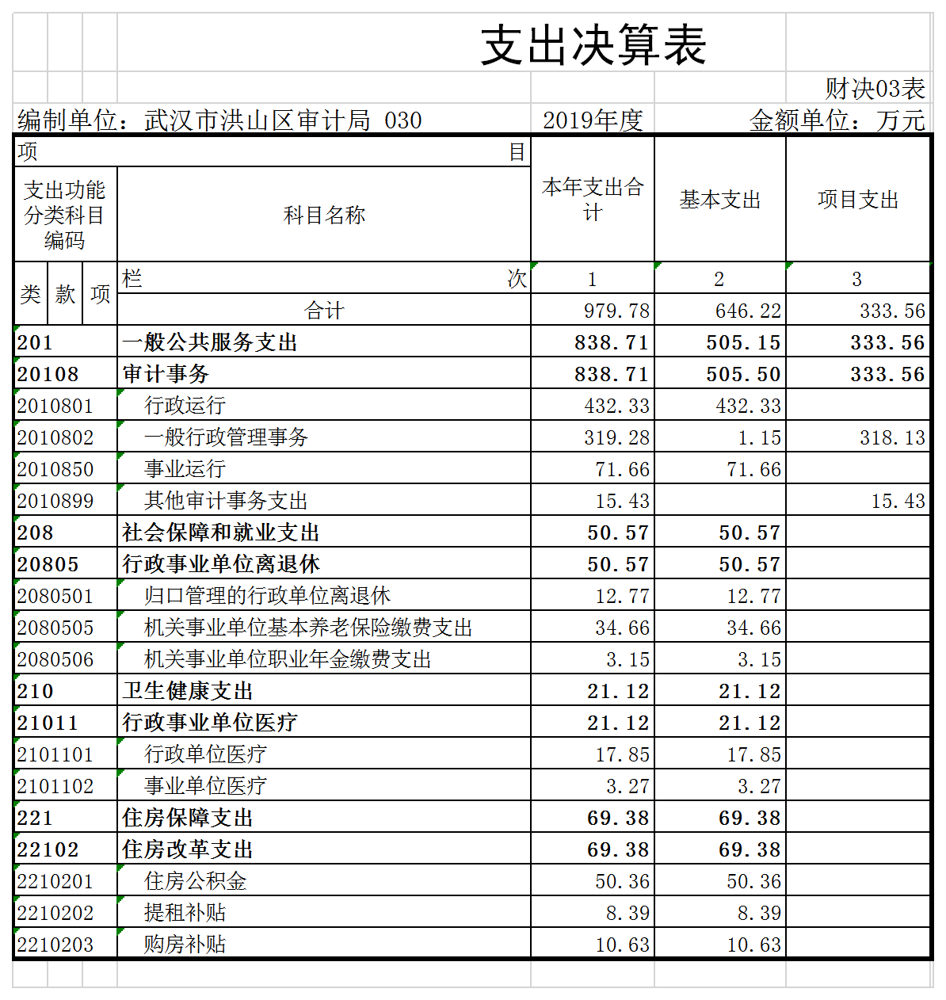 支出决算表
财决03表
编制单位：武汉市洪山区审计局 030 2019年度 金额单位：万元
项 目
支出功能
分类科目
编码
科目名称
本年支出合
计
基本支出
项目支出
类 款 项
栏 次 1 2 3
合计 979.78 646.22 333.56
201 一般公共服务支出 838.71 505.15 333.56
20108 审计事务 838.71 505.50 333.56
2010801 行政运行 432.33 432.33
2010802 一般行政管理事务 319.28 1.15 318.13
2010850 事业运行 71.66 71.66
2010899 其他审计事务支出 15.43 15.43
208 社会保障和就业支出 50.57 50.57
20805 行政事业单位离退休 50.57 50.57
2080501 归口管理的行政单位离退休 12.77 12.77
2080505 机关事业单位基本养老保险缴费支出 34.66 34.66
2080506 机关事业单位职业年金缴费支出 3.15 3.15
210 卫生健康支出 21.12 21.12
21011 行政事业单位医疗 21.12 21.12
2101101 行政单位医疗 17.85 17.85
2101102 事业单位医疗 3.27 3.27
221 住房保障支出 69.38 69.38
22102 住房改革支出 69.38 69.38
2210201 住房公积金 50.36 50.36
2210202 提租补贴 8.39 8.39
2210203 购房补贴 10.63 10.63